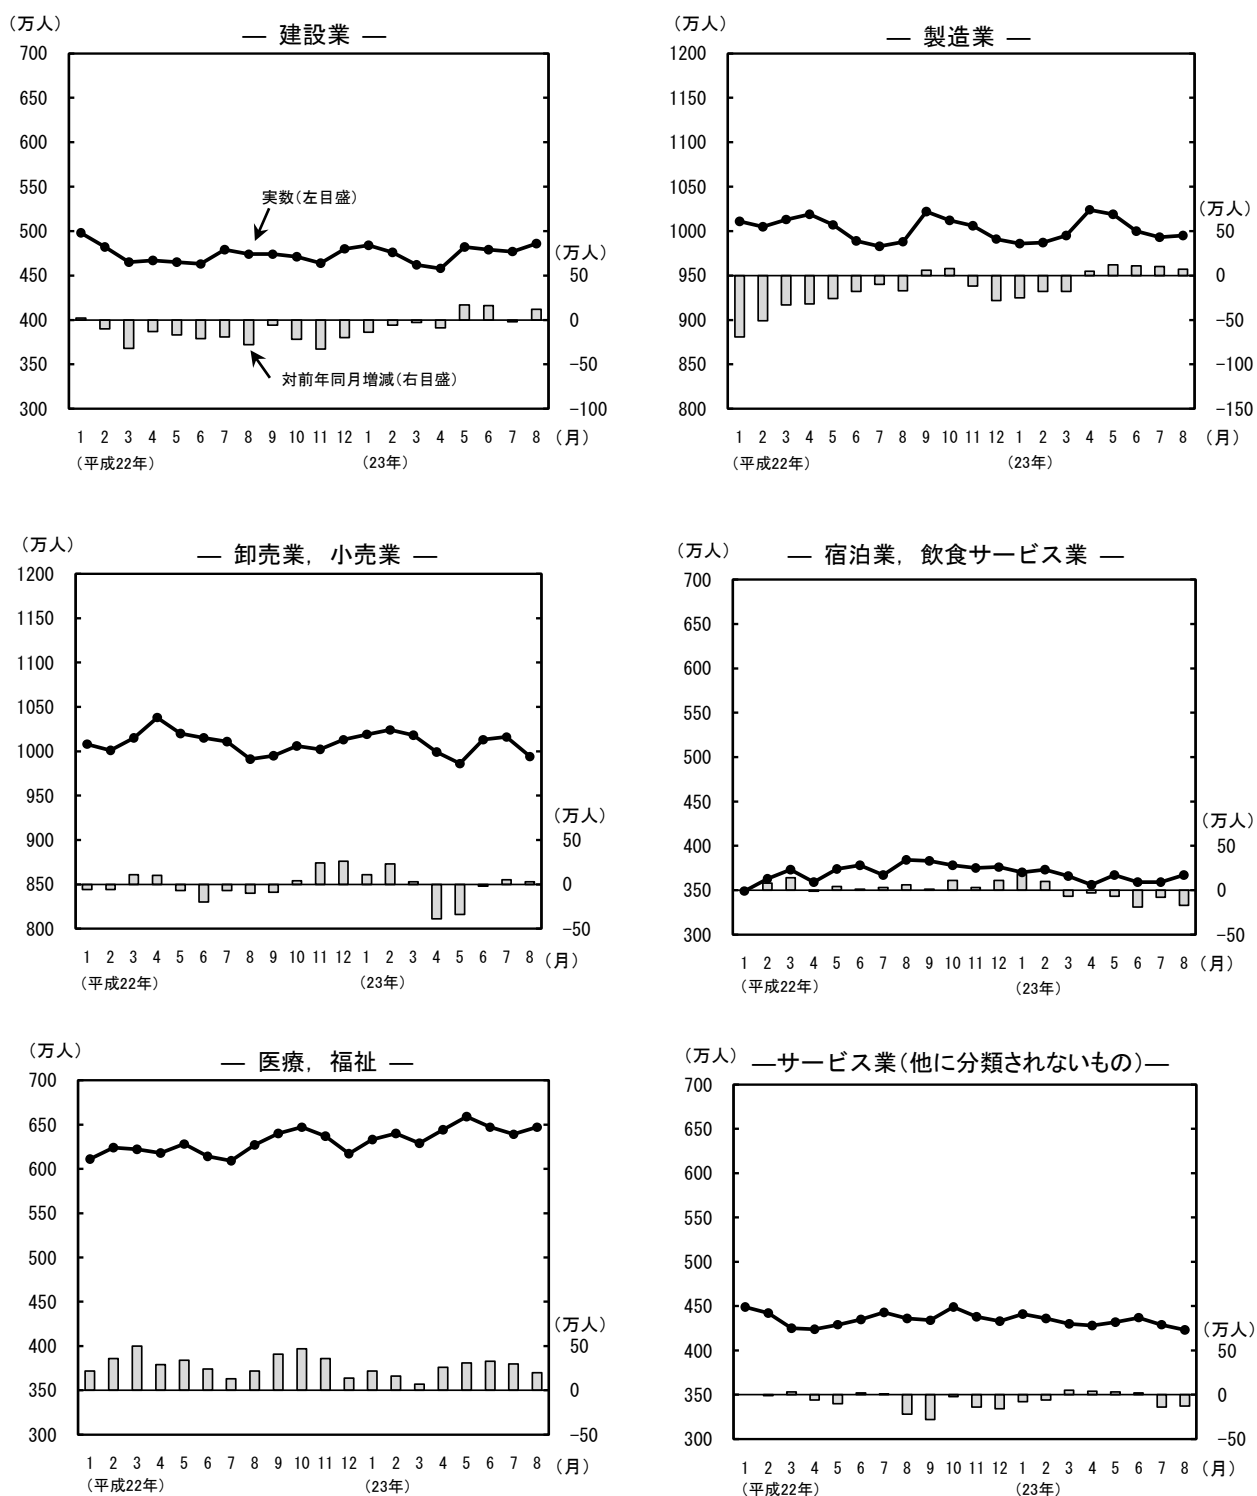 （万人）
― 建設業 ―
700
650
600
550
500
450
400
350
300
実数（左目盛）
対前年同月増減（右目盛）
（万人）
50
0
−50
−100
1 2 3 4 5 6 7 8 9 10 11 12 1 2 3 4 5 6 7 8 （月）
（平成22年） （23年）
（万人）
― 製造業 ―
1200
1150
1100
1050
1000
950
900
850
800
（万人）
50
0
−50
−100
−150
1 2 3 4 5 6 7 8 9 10 11 12 1 2 3 4 5 6 7 8 （月）
（平成22年） （23年）
（万人）
― 卸売業，小売業 ―
1200
1150
1100
1050
1000
950
900
850
800
（万人）
50
0
−50
1 2 3 4 5 6 7 8 9 10 11 12 1 2 3 4 5 6 7 8 （月）
（平成22年） （23年）
（万人）
― 宿泊業，飲食サービス業 ―
700
650
600
550
500
450
400
350
300
（万人）
50
0
−50
1 2 3 4 5 6 7 8 9 10 11 12 1 2 3 4 5 6 7 8 （月）
（平成22年） （23年）
（万人）
― 医療，福祉 ―
700
650
600
550
500
450
400
350
300
（万人）
50
0
−50
1 2 3 4 5 6 7 8 9 10 11 12 1 2 3 4 5 6 7 8 （月）
（平成22年） （23年）
（万人）
―サービス業（他に分類されないもの）―
700
650
600
550
500
450
400
350
300
（万人）
50
0
−50
1 2 3 4 5 6 7 8 9 10 11 12 1 2 3 4 5 6 7 8 （月）
（平成22年） （23年）